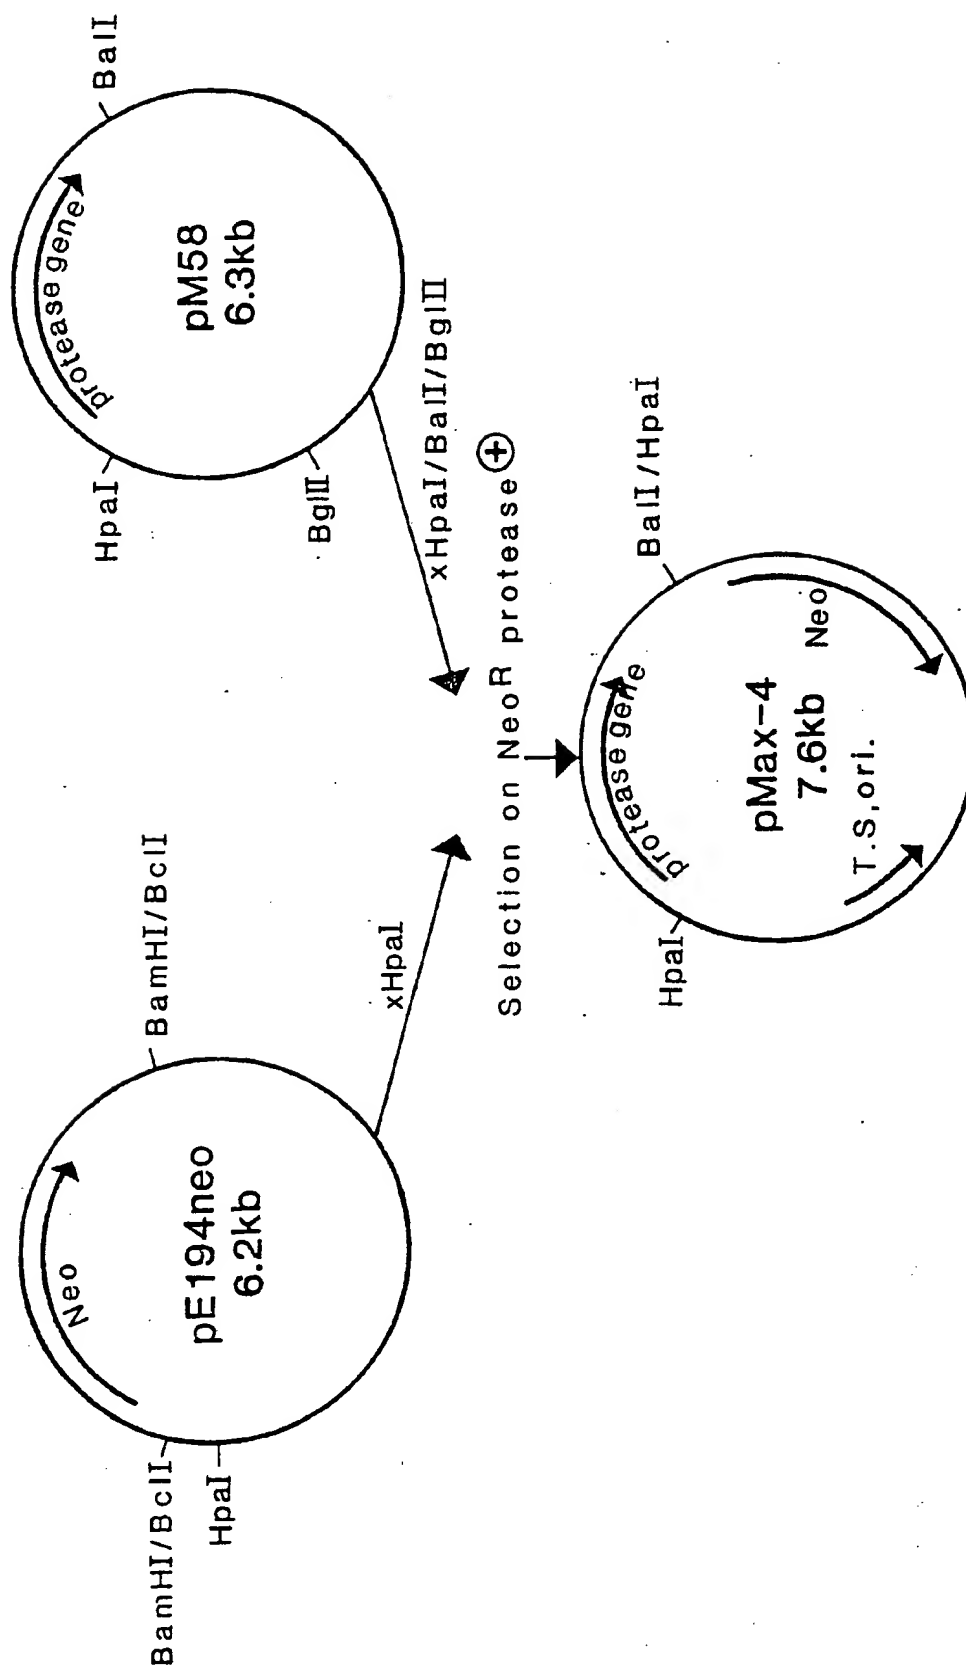 BamHI/BclI
HpaI
Neo
pE194neo
6.2kb
BamHI/BclI
xHpaI
HpaI
protease gene
BalI
pM58
6.3kb
BglII
xHpaI/BalI/BglII
Selection on NeoR protease +
HpaI
protease gene
BalI/HpaI
pMax-4
7.6kb
T.S,ori.
Neo